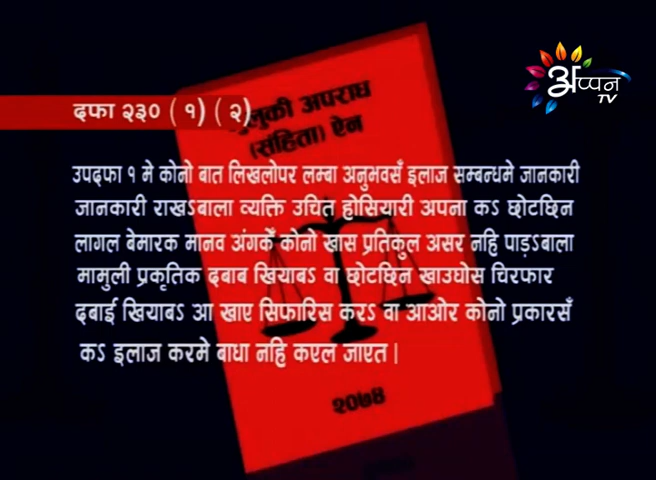 अप्पन
TV
दफा २३० ( १) ( २)
मुलुकी अपराध
(संहिता) ऐन
उपदफा १ मे कोनो बात लिखलोपर लम्बा अनुभवसँ इलाज सम्बन्धमे जानकारी
जानकारी राखऽबाला व्यक्ति उचित होसियारी अपना कऽ छोटछिन
लागल बेमारक मानव अंगकेँ कोनो खास प्रतिकुल असर नहि पाड़ऽबाला
मामुली प्रकृतिक दबाब खियाबऽ वा छोटछिन खाउघोस चिरफार
दबाई खियाबऽ आ खाए सिफारिस करऽ वा आओर कोनो प्रकारसँ
कऽ इलाज करमे बाधा नहि कएल जाएत |
२०७४